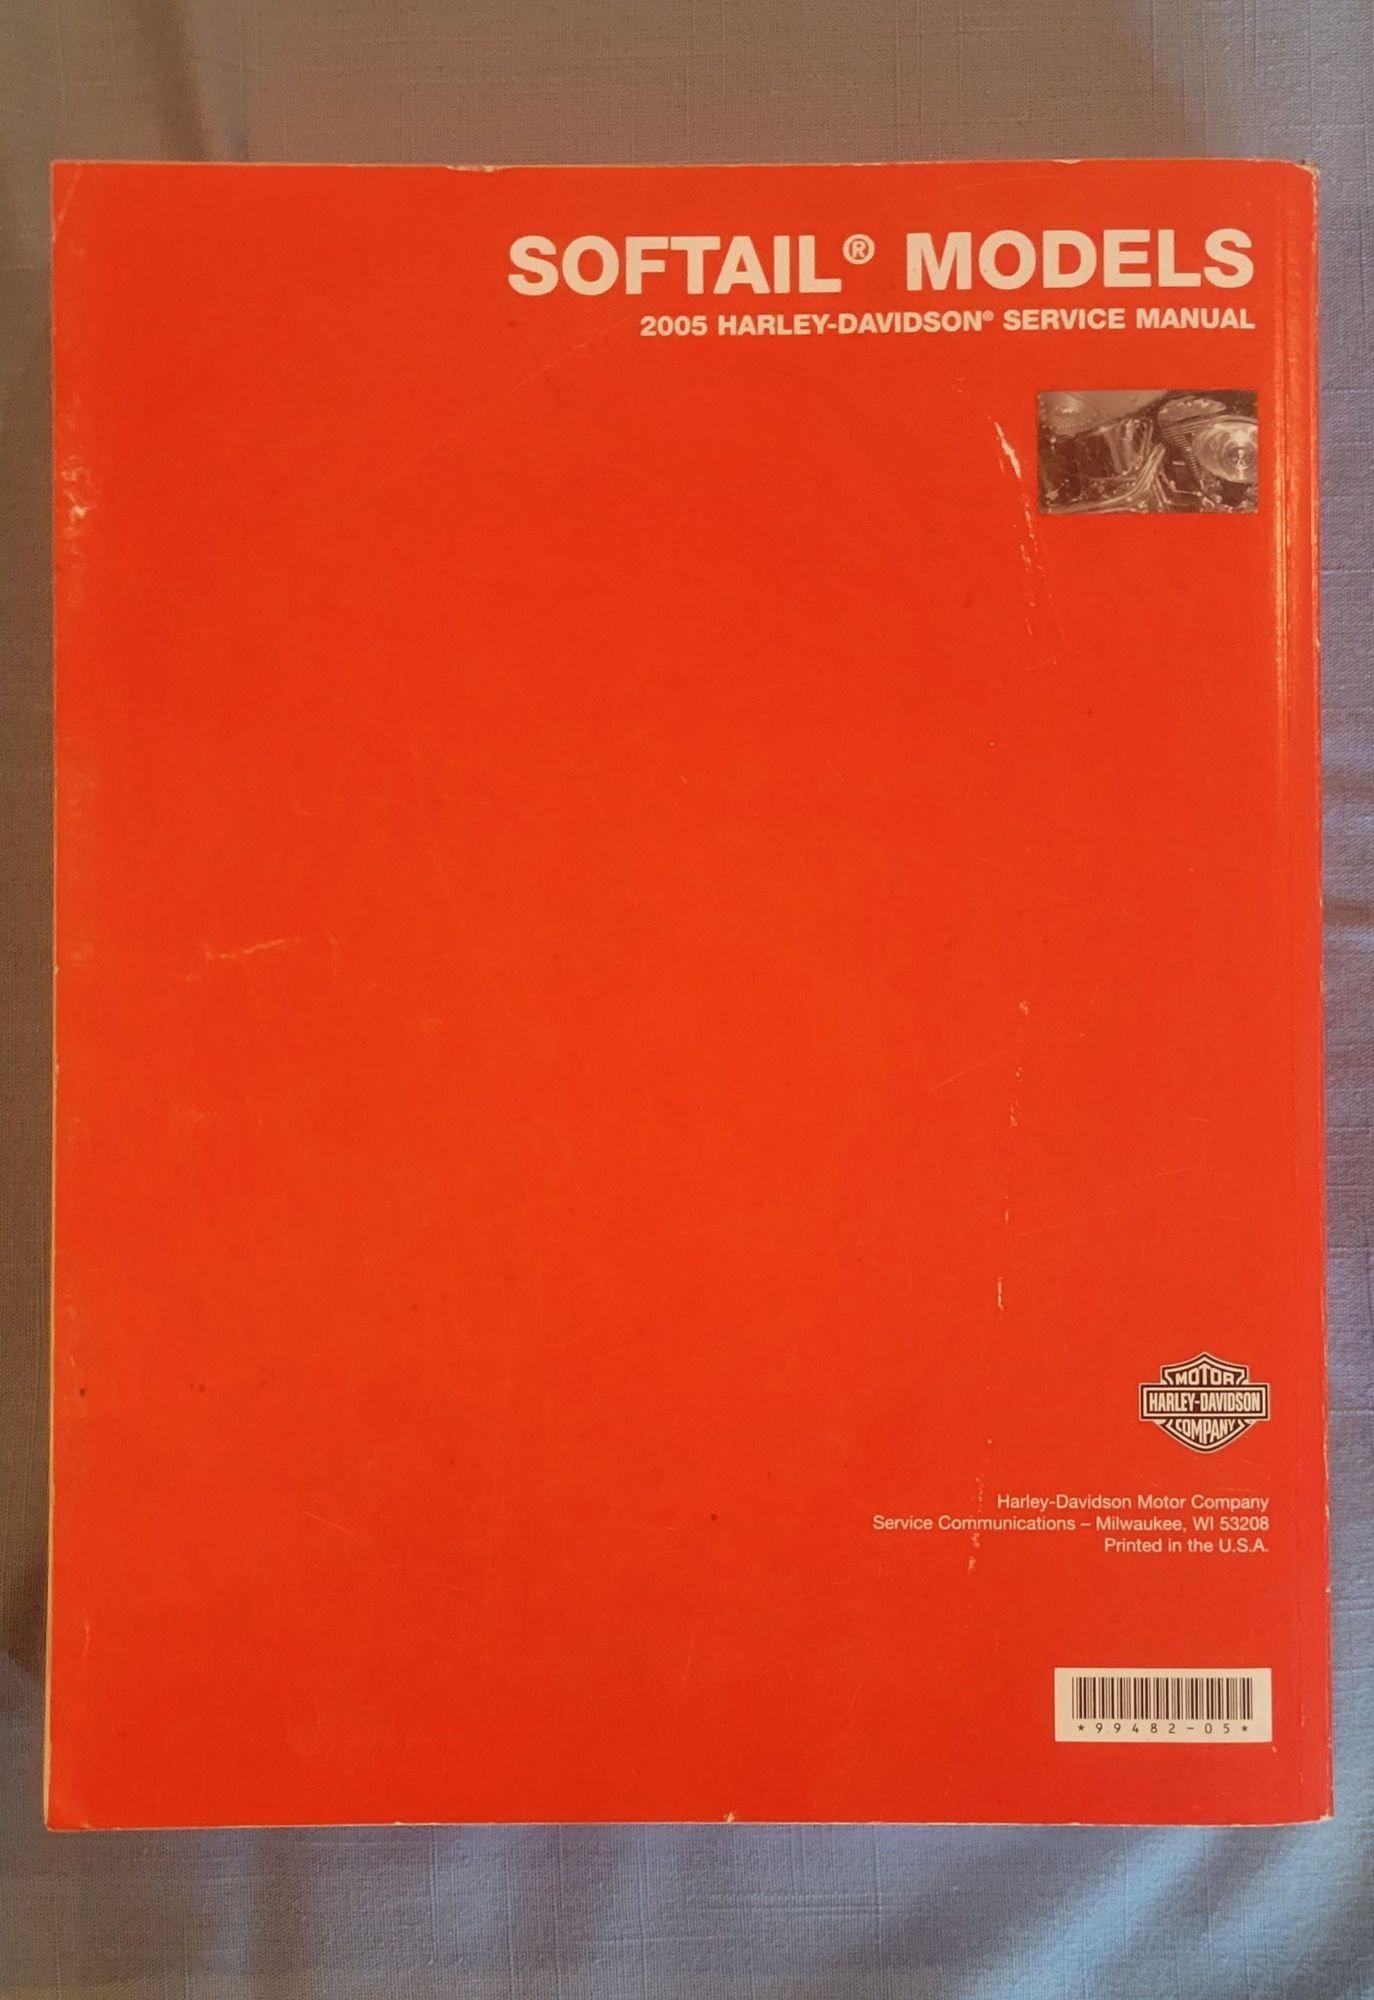 SOFTAIL® MODELS
2005 HARLEY-DAVIDSON® SERVICE MANUAL
MOTOR
HARLEY-DAVIDSON
COMPANY
Harley-Davidson Motor Company
Service Communications – Milwaukee, WI 53208
Printed in the U.S.A.
*99482-05*